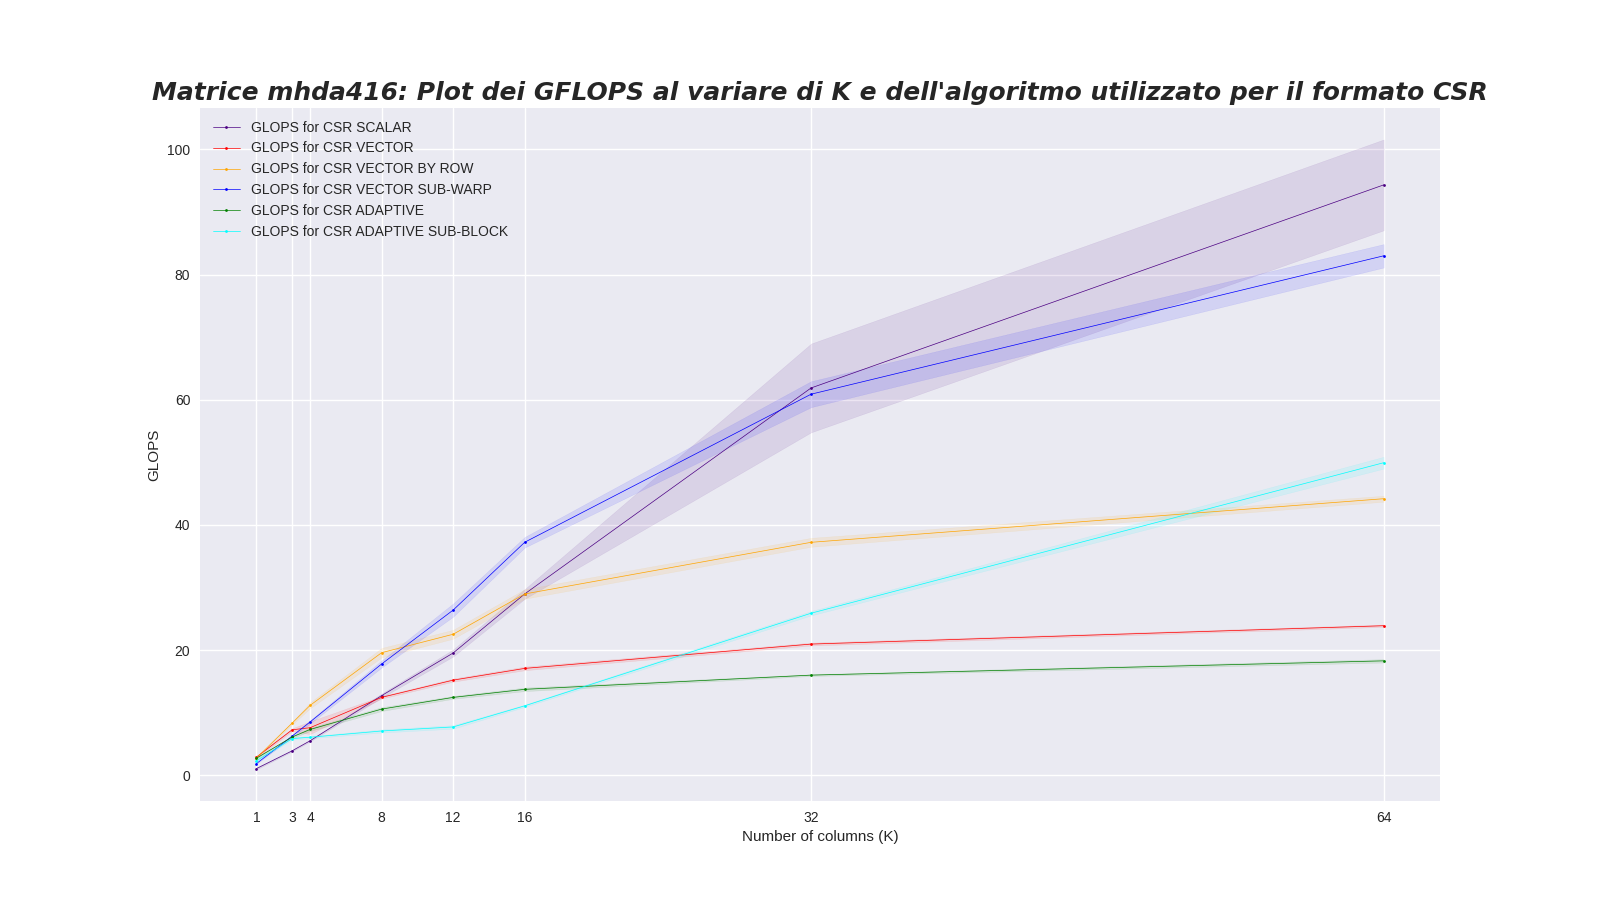 Matrice mhda416: Plot dei GFLOPS al variare di K e dell'algoritmo utilizzato per il formato CSR
GLOPS for CSR SCALAR
GLOPS for CSR VECTOR
GLOPS for CSR VECTOR BY ROW
GLOPS for CSR VECTOR SUB-WARP
GLOPS for CSR ADAPTIVE
GLOPS for CSR ADAPTIVE SUB-BLOCK
100
80
60
40
20
0
GLOPS
1 3 4 8 12 16 32 64
Number of columns (K)